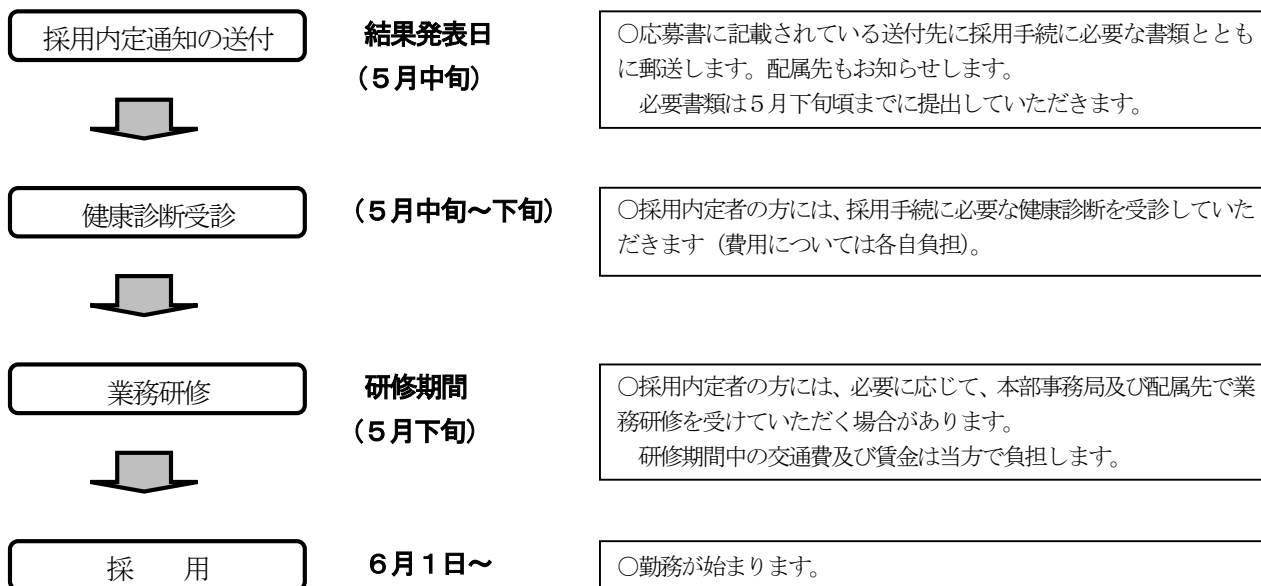 採用内定通知の送付
結果発表日
(5月中旬)
○応募書に記載されている送付先に採用手続に必要な書類ととも
に郵送します。配属先もお知らせします。
必要書類は5月下旬頃までに提出していただきます。
健康診断受診
(5月中旬~下旬)
○採用内定者の方には、採用手続に必要な健康診断を受診していた
だきます(費用については各自負担)。
業務研修
研修期間
(5月下旬)
○採用内定者の方には、必要に応じて、本部事務局及び配属先で業
務研修を受けていただく場合があります。
研修期間中の交通費及び賃金は当方で負担します。
採 用
6月1日~
○勤務が始まります。